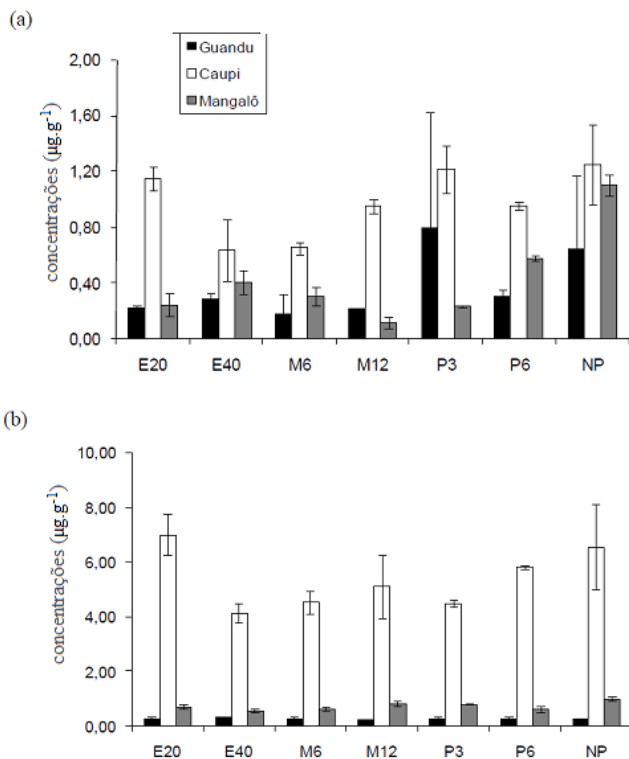 (a)
Guandu
Caupi
Mangalô
concentrações (µg.g⁻¹)
2,00
1,60
1,20
0,80
0,40
0,00
E20 E40 M6 M12 P3 P6 NP
(b)
concentrações (µg.g⁻¹)
10,00
8,00
6,00
4,00
2,00
0,00
E20 E40 M6 M12 P3 P6 NP